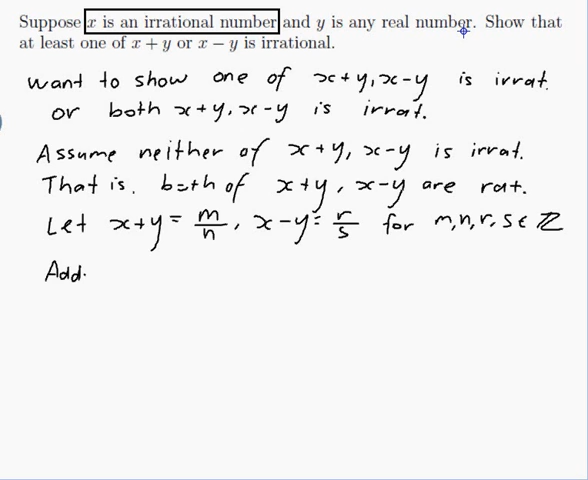 Suppose x is an irrational number and y is any real number. Show that
at least one of x + y or x − y is irrational.
want to show one of x+y, x-y is irrat.
or both x+y, x-y is irrat.
Assume neither of x+y, x-y is irrat.
That is. both of x+y, x-y are rat.
Let x+y = m/n, x-y = r/s for m,n,r,s ∈ ℤ
Add.